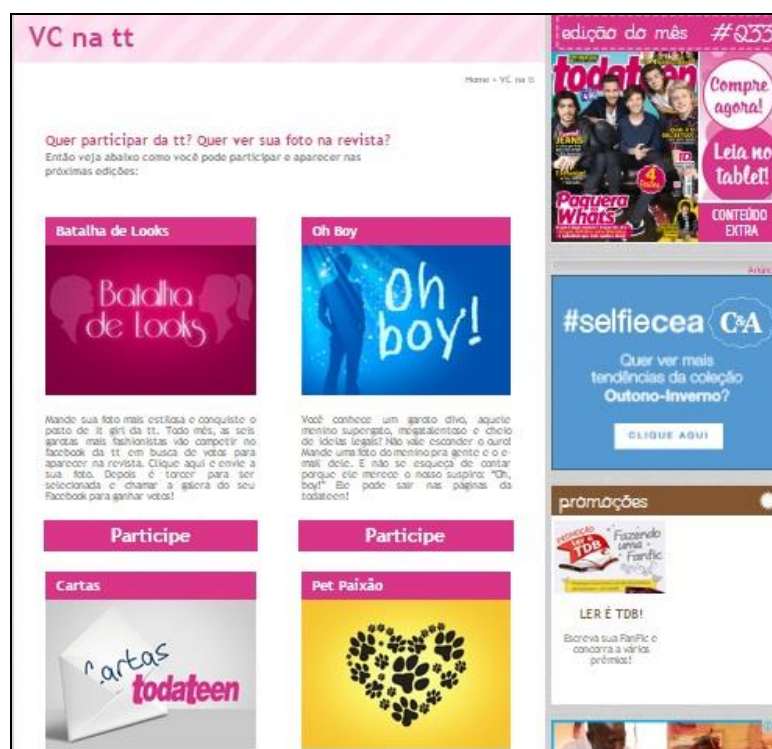 VC na tt
Home » VC na tt
Quer participar da tt? Quer ver sua foto na revista?
Então veja abaixo como você pode participar e aparecer nas
próximas edições:
Batalha de Looks
Batalha
de Looks
Mande sua foto mais estilosa e conquiste o
posto de it girl da tt. Todo mês, as seis
garotas mais fashionistas vão competir no
facebook da tt em busca de votos para
aparecer na revista. Clique aqui e envie a
sua foto. Depois é torcer para ser
selecionada e chamar a galera do seu
Facebook para ganhar votos!
Participe
Oh Boy
Oh
boy!
Você conhece um garoto divo, aquele
menino supergato, megatalentoso e cheio
de ideias legais? Não vale esconder o ouro!
Mande uma foto do menino pra gente e o e-
mail dele. E não se esqueça de contar
porque ele merece o nosso suspiro: "Oh,
boy!" Ele pode sair nas páginas da
todateen!
Participe
Cartas
Cartas
todateen
Pet Paixão
edição do mês #233
todateen
JEANS
4
Paquera
Whats
Compre
agora!
Leia no
tablet!
CONTEÚDO
EXTRA
#selfiecea C&A
Quer ver mais
tendências da coleção
Outono-Inverno?
CLIQUE AQUI
promoções
PROMOÇÃO
Ler é
TDB
Fazendo
uma
Fanfic
LER É TDB!
Escreva sua FanFic e
concorra a vários
prêmios!